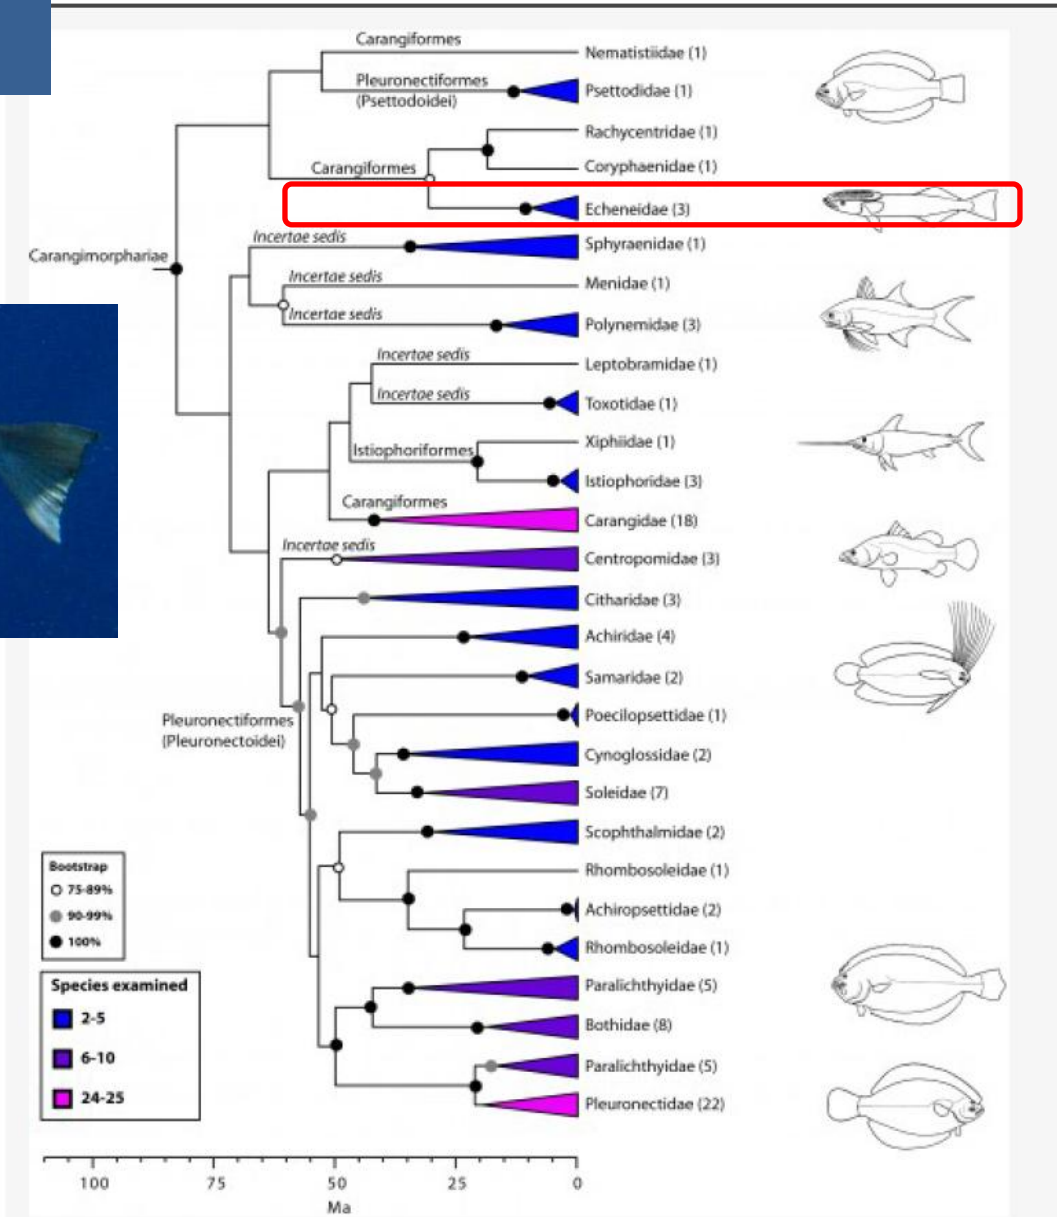 Carangiformes
Nematistiidae (1)
Pleuronectiformes
(Psettodoidei)
Psettodidae (1)
Rachycentridae (1)
Carangiformes
Coryphaenidae (1)
Echeneidae (3)
Carangimorphariae
Incertae sedis
Sphyraenidae (1)
Incertae sedis
Menidae (1)
Incertae sedis
Polynemidae (3)
Incertae sedis
Leptobramidae (1)
Incertae sedis
Toxotidae (1)
Istiophoriformes
Xiphiidae (1)
Istiophoridae (3)
Carangiformes
Carangidae (18)
Incertae sedis
Centropomidae (3)
Citharidae (3)
Achiridae (4)
Samaridae (2)
Pleuronectiformes
(Pleuronectoidei)
Poecilopsettidae (1)
Cynoglossidae (2)
Soleidae (7)
Scophthalmidae (2)
Rhombosoleidae (1)
Achiropsettidae (2)
Rhombosoleidae (1)
Paralichthyidae (5)
Bothidae (8)
Paralichthyidae (5)
Pleuronectidae (22)
Bootstrap
75-89%
90-99%
100%
Species examined
2-5
6-10
24-25
100 75 50 25 0
Ma